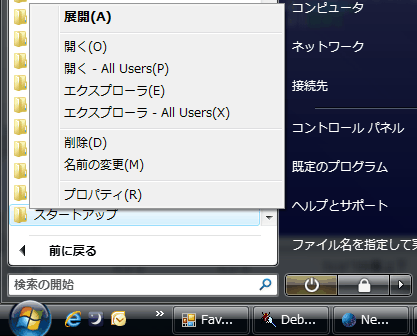 展開(A)
開く(O)
開く - All Users(P)
エクスプローラ(E)
エクスプローラ - All Users(X)
削除(D)
名前の変更(M)
プロパティ(R)
スタートアップ
前に戻る
検索の開始
コンピュータ
ネットワーク
接続先
コントロール パネル
既定のプログラム
ヘルプとサポート
ファイル名を指定して実
Fav...
Deb...
Ne...